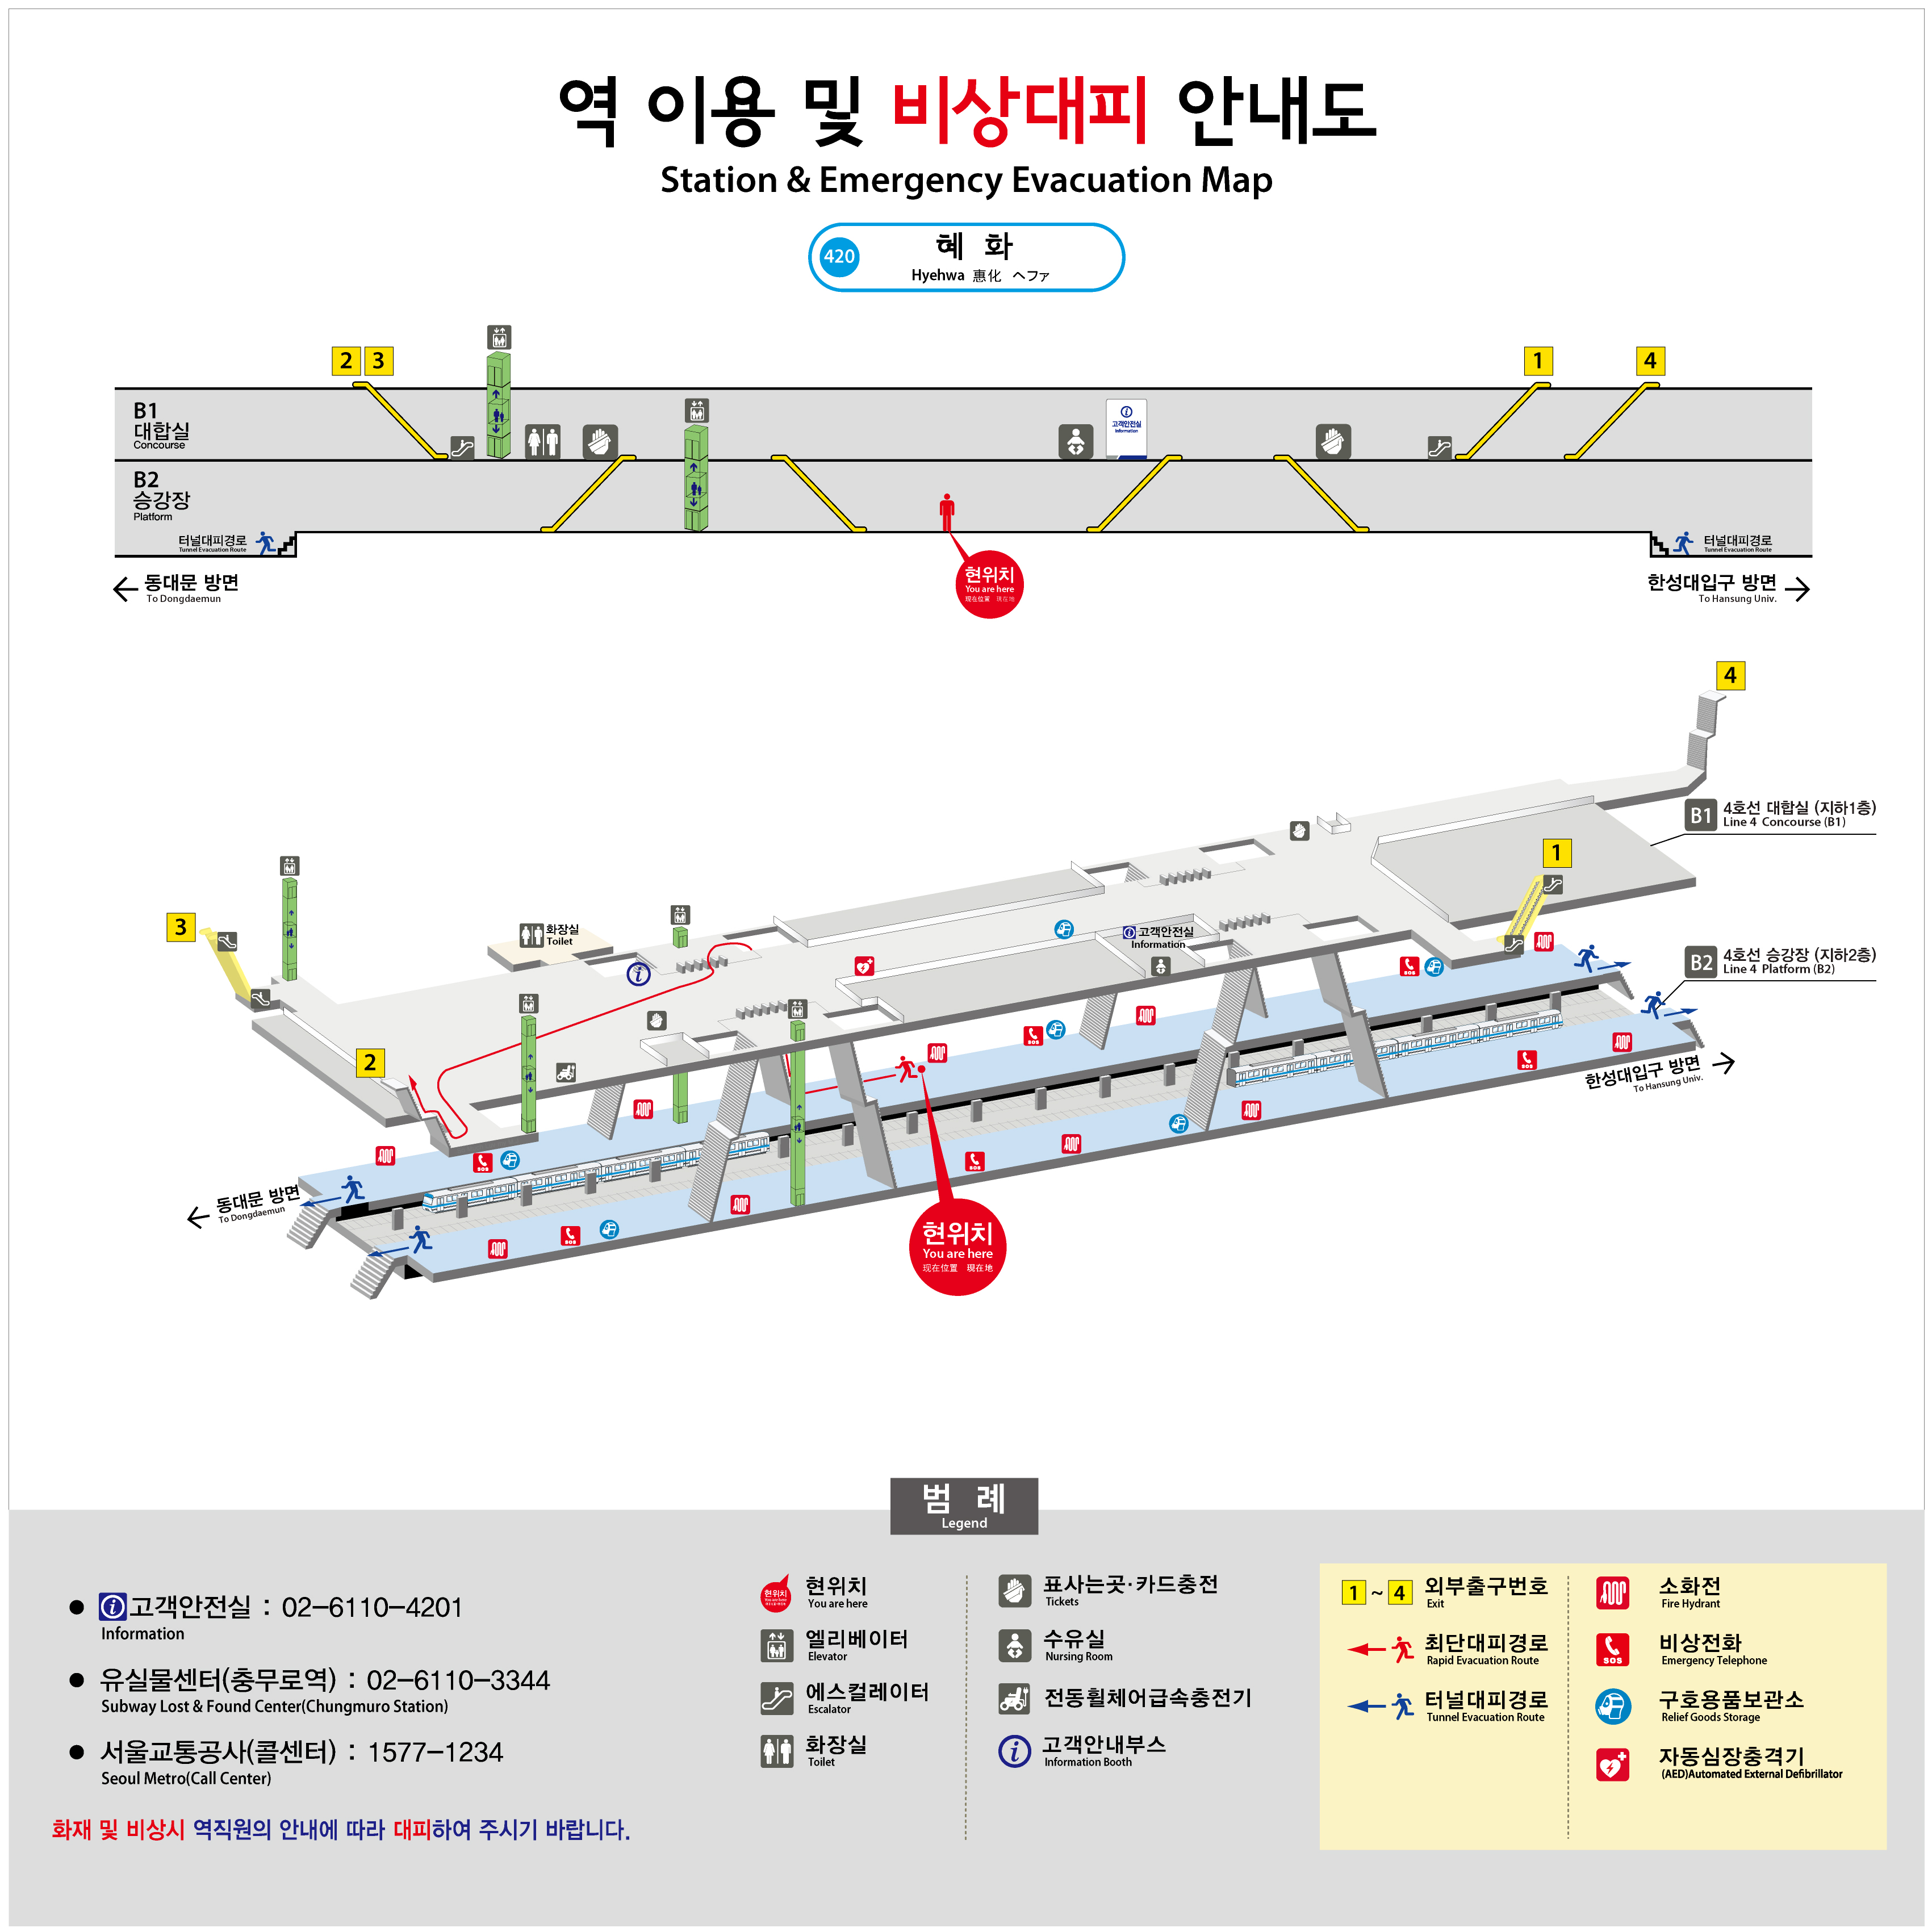 역 이용 및 비상대피 안내도
Station & Emergency Evacuation Map
420
혜 화
Hyehwa 惠化 ヘファ
2 3
1
4
B1
대합실
Concourse
고객안전실
Information
B2
승강장
Platform
터널대피경로
Tunnel Evacuation Route
터널대피경로
Tunnel Evacuation Route
동대문 방면
To Dongdaemun
현위치
You are here
现在位置 現在地
한성대입구 방면
To Hansung Univ.
4
B1 4호선 대합실 (지하1층)
Line 4 Concourse (B1)
1
3
화장실
Toilet
고객안전실
Information
B2 4호선 승강장 (지하2층)
Line 4 Platform (B2)
2
SOS
SOS
SOS
SOS
SOS
SOS
한성대입구 방면
To Hansung Univ.
동대문 방면
To Dongdaemun
현위치
You are here
现在位置 現在地
범 례
Legend
● 고객안전실 : 02-6110-4201
Information
● 유실물센터(충무로역) : 02-6110-3344
Subway Lost & Found Center(Chungmuro Station)
● 서울교통공사(콜센터) : 1577-1234
Seoul Metro(Call Center)
화재 및 비상시 역직원의 안내에 따라 대피하여 주시기 바랍니다.
현위치
You are here
현위치
You are here
엘리베이터
Elevator
에스컬레이터
Escalator
화장실
Toilet
표사는곳·카드충전
Tickets
수유실
Nursing Room
전동휠체어급속충전기
고객안내부스
Information Booth
1 ~ 4 외부출구번호
Exit
최단대피경로
Rapid Evacuation Route
터널대피경로
Tunnel Evacuation Route
소화전
Fire Hydrant
SOS
비상전화
Emergency Telephone
구호용품보관소
Relief Goods Storage
자동심장충격기
(AED)Automated External Defibrillator